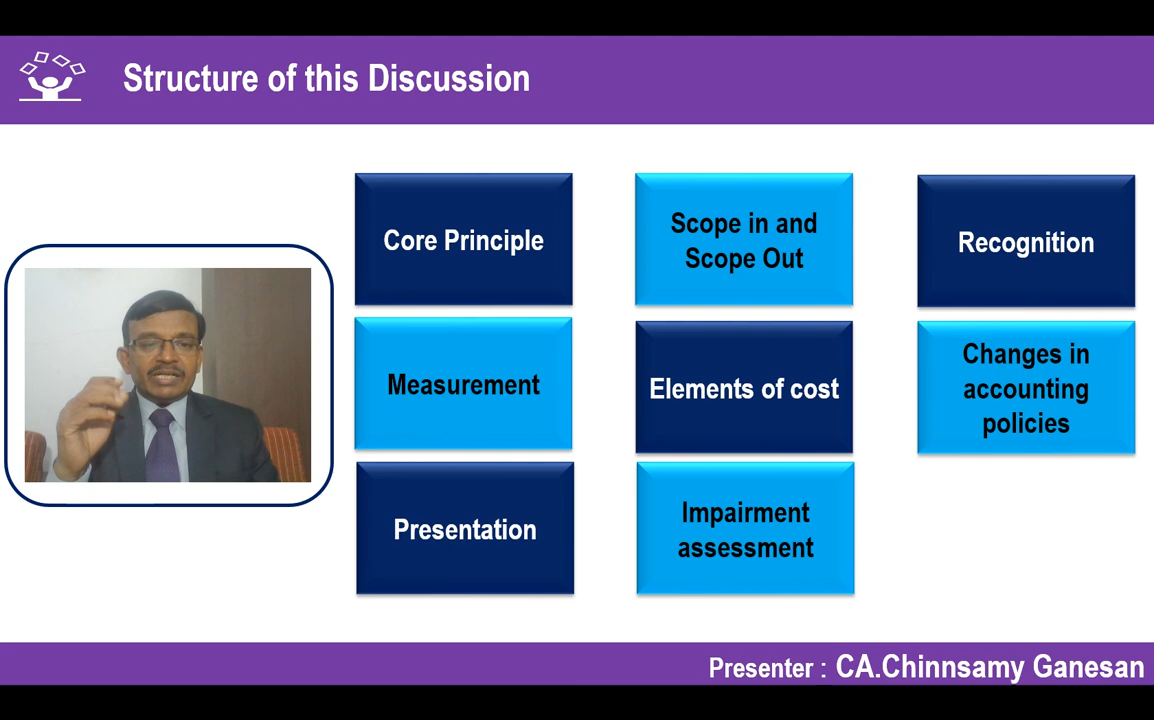 Structure of this Discussion
Core Principle
Scope in and
Scope Out
Recognition
Measurement
Elements of cost
Changes in
accounting
policies
Presentation
Impairment
assessment
Presenter : CA.Chinnsamy Ganesan